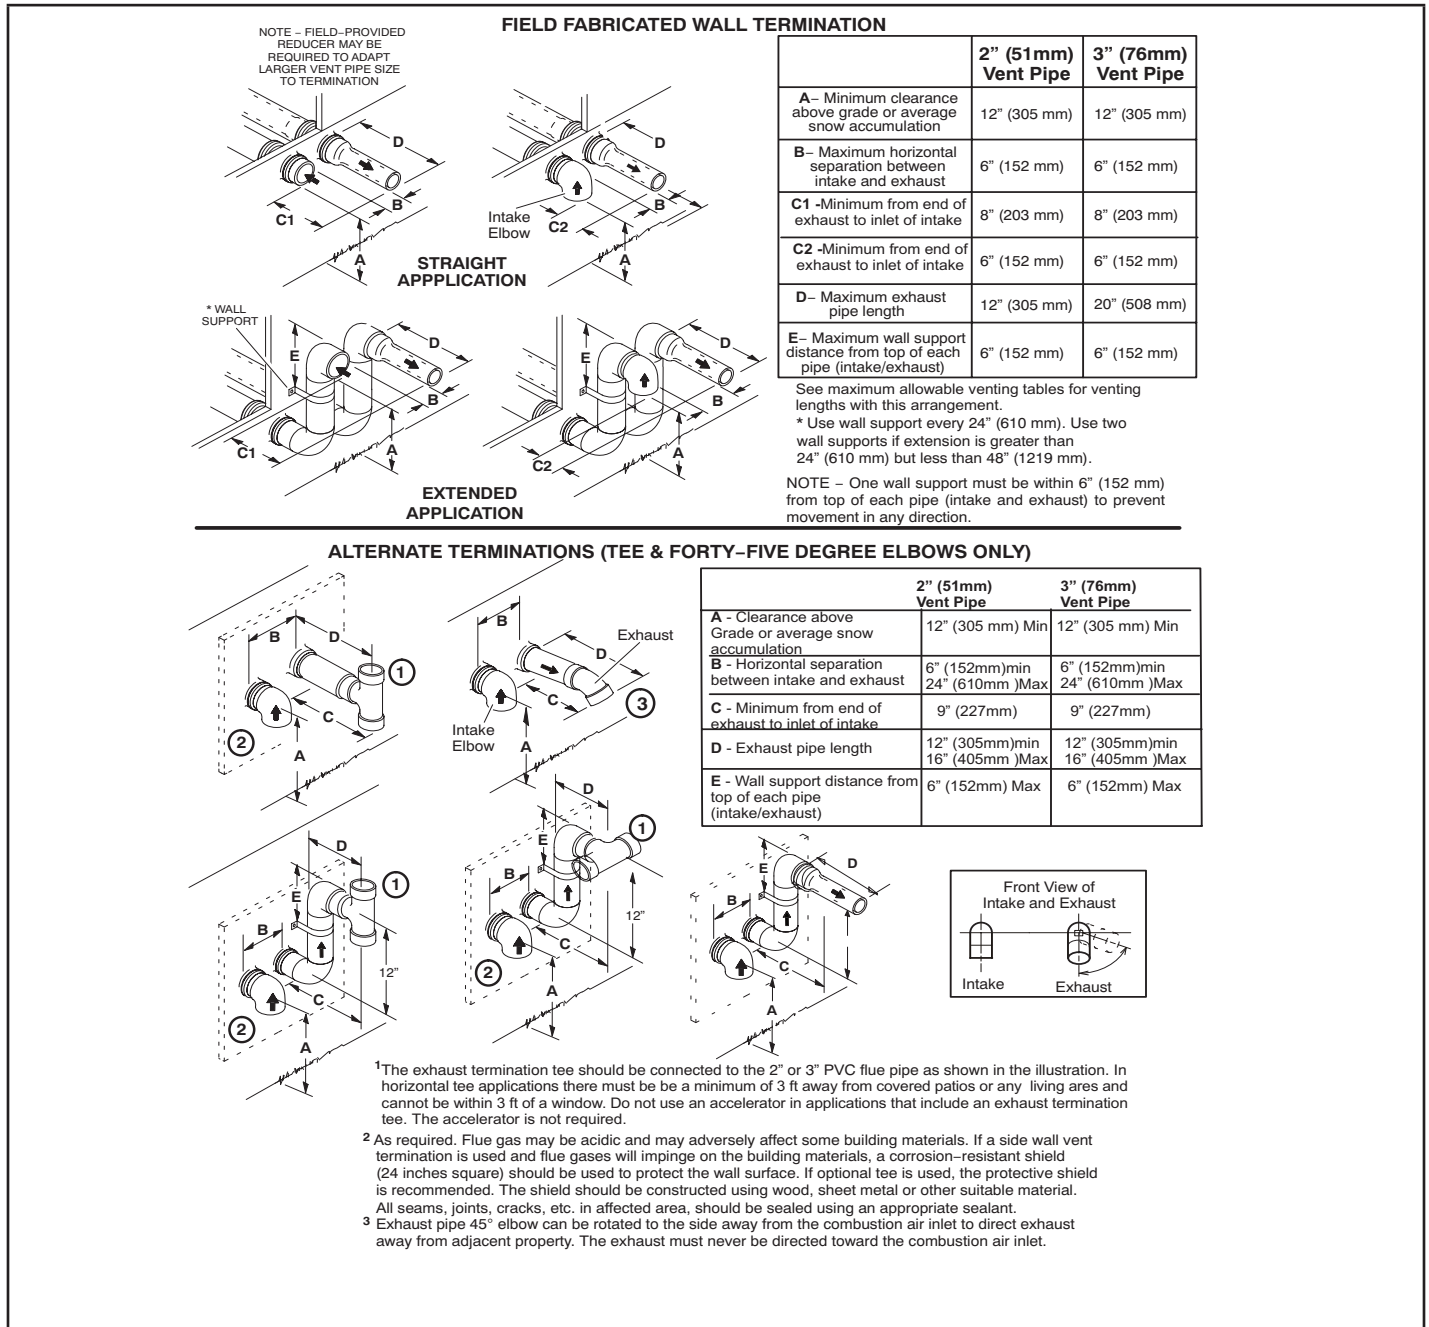 FIELD FABRICATED WALL TERMINATION
NOTE – FIELD–PROVIDED
REDUCER MAY BE
REQUIRED TO ADAPT
LARGER VENT PIPE SIZE
TO TERMINATION
D
B
C1
A
STRAIGHT
APPPLICATION
D
B
Intake
Elbow
C2
A
* WALL
SUPPORT
E
D
B
C1
A
EXTENDED
APPLICATION
E
D
B
C2
A
2” (51mm)
Vent Pipe
3” (76mm)
Vent Pipe
A– Minimum clearance
above grade or average
snow accumulation
12” (305 mm)
12” (305 mm)
B– Maximum horizontal
separation between
intake and exhaust
6” (152 mm)
6” (152 mm)
C1 -Minimum from end of
exhaust to inlet of intake
8” (203 mm)
8” (203 mm)
C2 -Minimum from end of
exhaust to inlet of intake
6” (152 mm)
6” (152 mm)
D– Maximum exhaust
pipe length
12” (305 mm)
20” (508 mm)
E– Maximum wall support
distance from top of each
pipe (intake/exhaust)
6” (152 mm)
6” (152 mm)
See maximum allowable venting tables for venting
lengths with this arrangement.
* Use wall support every 24” (610 mm). Use two
wall supports if extension is greater than
24” (610 mm) but less than 48” (1219 mm).
NOTE – One wall support must be within 6” (152 mm)
from top of each pipe (intake and exhaust) to prevent
movement in any direction.
ALTERNATE TERMINATIONS (TEE & FORTY–FIVE DEGREE ELBOWS ONLY)
B
D
1
C
2
A
B
Exhaust
D
C
3
Intake
Elbow
A
2” (51mm)
Vent Pipe
3” (76mm)
Vent Pipe
A - Clearance above
Grade or average snow
accumulation
12” (305 mm) Min
12” (305 mm) Min
B - Horizontal separation
between intake and exhaust
6” (152mm)min
24” (610mm )Max
6” (152mm)min
24” (610mm )Max
C - Minimum from end of
exhaust to inlet of intake
9” (227mm)
9” (227mm)
D - Exhaust pipe length
12” (305mm)min
16” (405mm )Max
12” (305mm)min
16” (405mm )Max
E - Wall support distance from
top of each pipe
(intake/exhaust)
6” (152mm) Max
6” (152mm) Max
D
E
1
B
12”
C
2
A
D
E
1
B
12”
C
2
A
D
E
B
C
A
Front View of
Intake and Exhaust
Intake
Exhaust
1The exhaust termination tee should be connected to the 2” or 3” PVC flue pipe as shown in the illustration. In
horizontal tee applications there must be be a minimum of 3 ft away from covered patios or any living ares and
cannot be within 3 ft of a window. Do not use an accelerator in applications that include an exhaust termination
tee. The accelerator is not required.
2 As required. Flue gas may be acidic and may adversely affect some building materials. If a side wall vent
termination is used and flue gases will impinge on the building materials, a corrosion–resistant shield
(24 inches square) should be used to protect the wall surface. If optional tee is used, the protective shield
is recommended. The shield should be constructed using wood, sheet metal or other suitable material.
All seams, joints, cracks, etc. in affected area, should be sealed using an appropriate sealant.
3 Exhaust pipe 45° elbow can be rotated to the side away from the combustion air inlet to direct exhaust
away from adjacent property. The exhaust must never be directed toward the combustion air inlet.